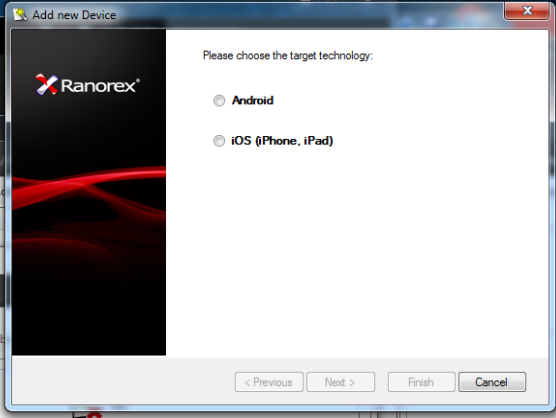 Add new Device
Please choose the target technology:
Ranorex®
Android
iOS (iPhone, iPad)
< Previous
Next >
Finish
Cancel